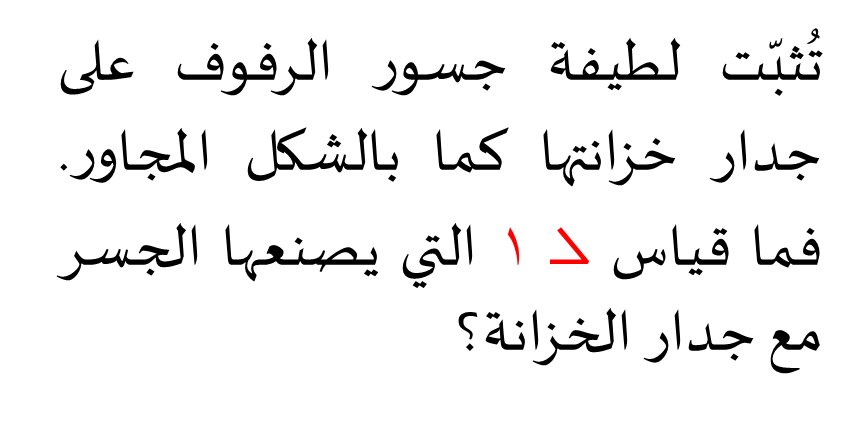 تُثبّت لطيفة جسور الرفوف على
جدار خزانتها كما بالشكل المجاور.
فما قياس ∠ ١ التي يصنعها الجسر
مع جدار الخزانة؟